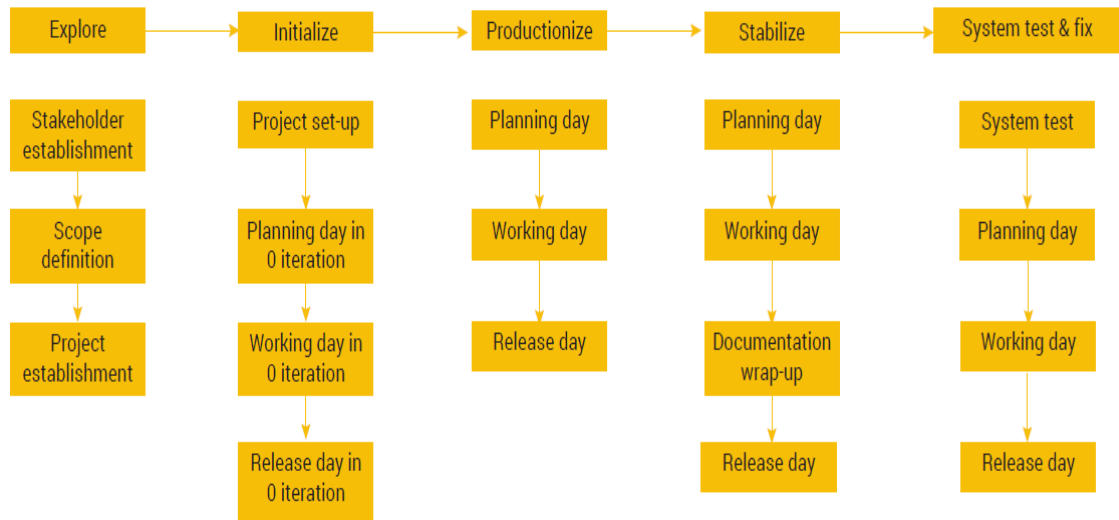 Explore
Initialize
Productionize
Stabilize
System test & fix
Stakeholder
establishment
Scope
definition
Project
establishment
Project set-up
Planning day in
0 iteration
Working day in
0 iteration
Release day in
0 iteration
Planning day
Working day
Release day
Planning day
Working day
Documentation
wrap-up
Release day
System test
Planning day
Working day
Release day